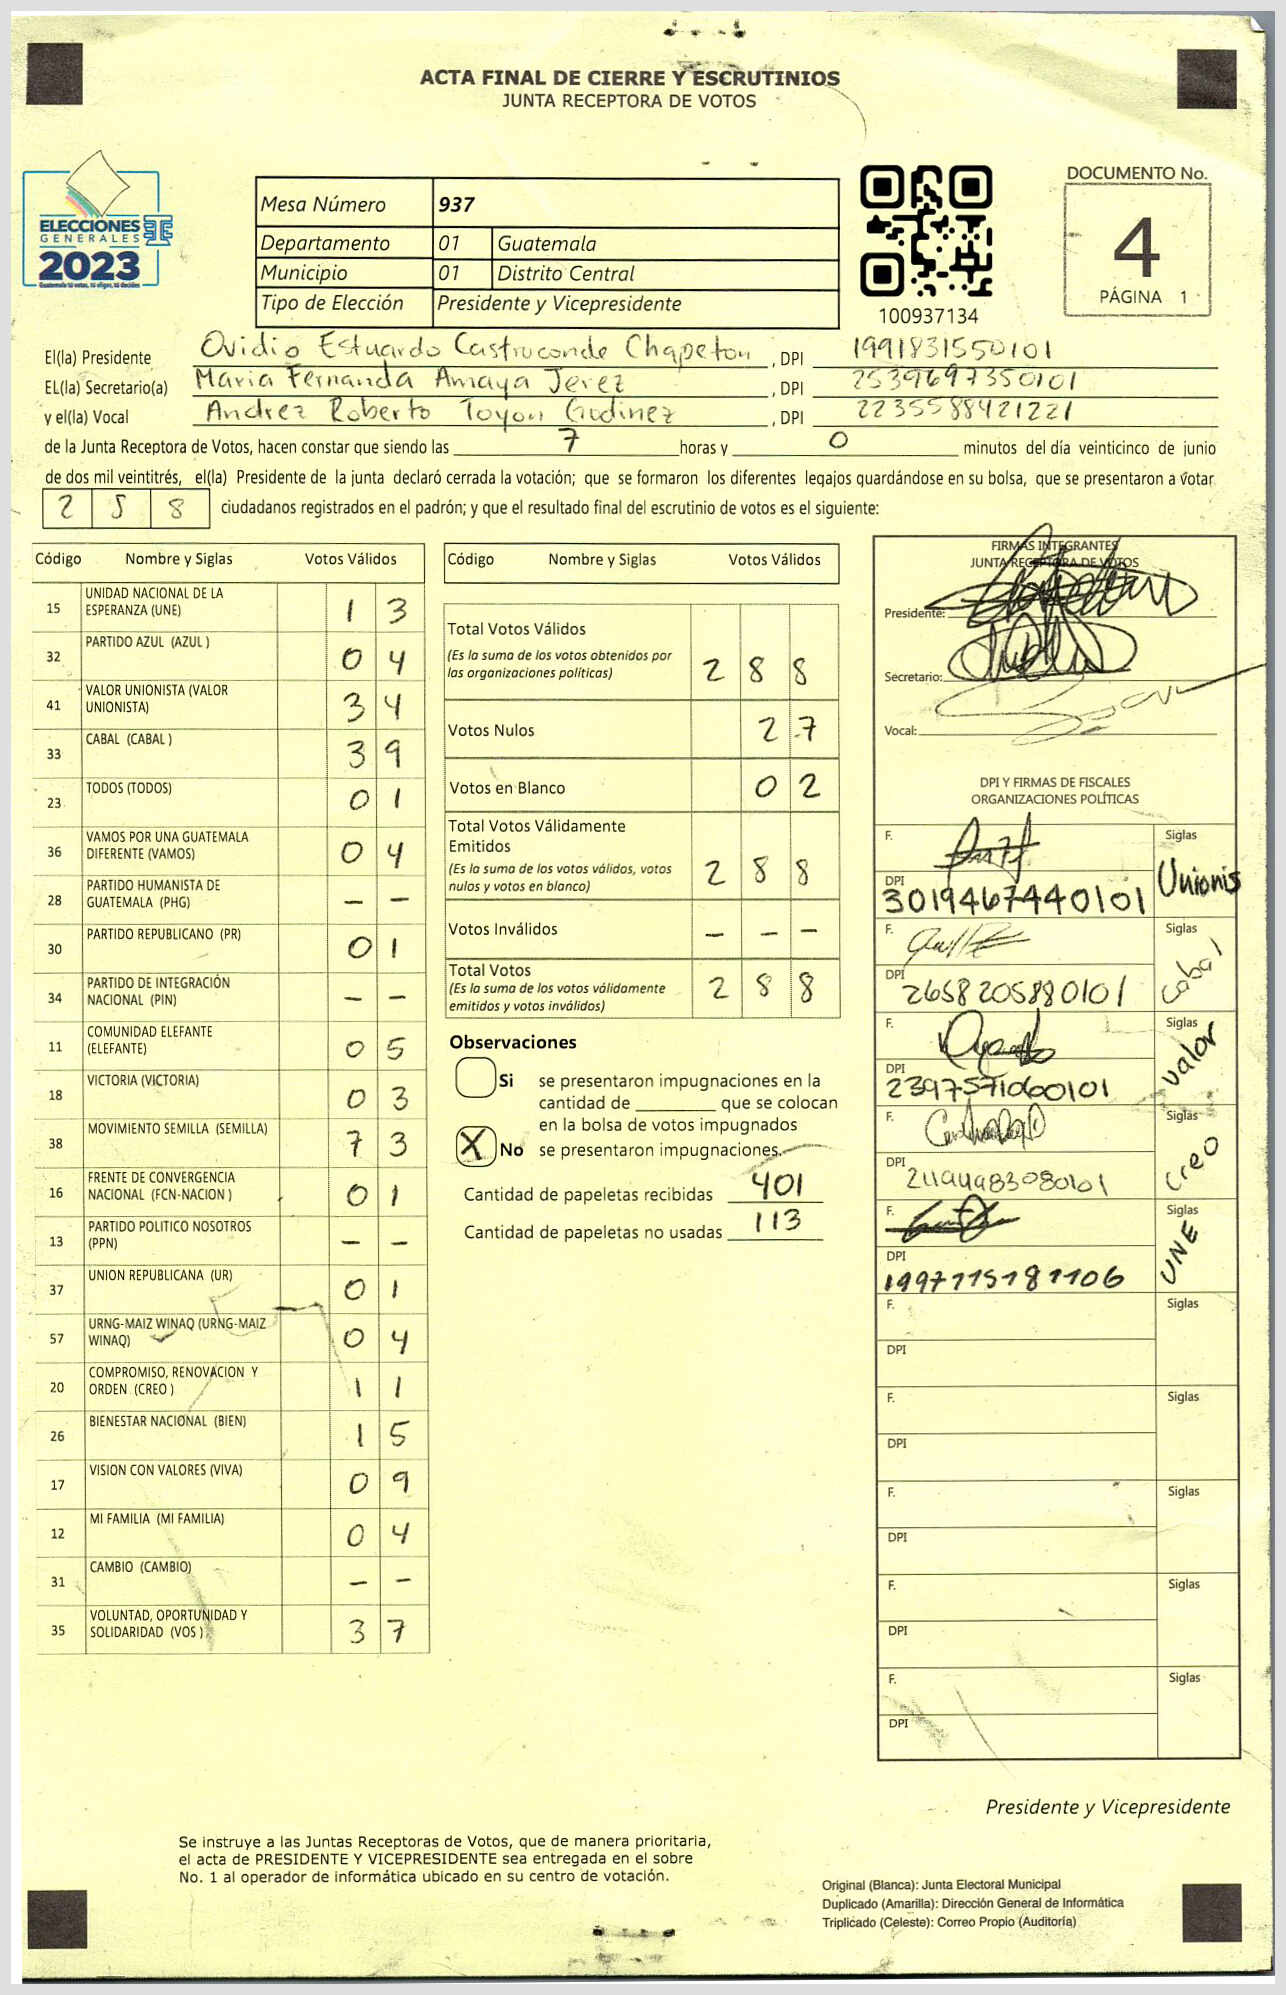 ACTA FINAL DE CIERRE Y ESCRUTINIOS
JUNTA RECEPTORA DE VOTOS
ELECCIONES
GENERALES
2023
Guatemala tú votas, tú eliges, tú decides
Mesa Número 937
Departamento 01 Guatemala
Municipio 01 Distrito Central
Tipo de Elección Presidente y Vicepresidente
100937134
DOCUMENTO No.
4
PÁGINA 1
El(la) Presidente Ovidio Estuardo Castroconde Chapeton, DPI 1991831550101
EL(la) Secretario(a) Maria Fernanda Amaya Jerez, DPI 2539697350101
y el(la) Vocal Andrez Roberto Toyon Godinez, DPI 2235588421221
de la Junta Receptora de Votos, hacen constar que siendo las 7 horas y 0 minutos del día veinticinco de junio
de dos mil veintitrés, el(la) Presidente de la junta declaró cerrada la votación; que se formaron los diferentes legajos guardándose en su bolsa, que se presentaron a votar
258 ciudadanos registrados en el padrón; y que el resultado final del escrutinio de votos es el siguiente:
Código Nombre y Siglas Votos Válidos
15 UNIDAD NACIONAL DE LA ESPERANZA (UNE) 1 3
32 PARTIDO AZUL (AZUL ) 0 4
41 VALOR UNIONISTA (VALOR UNIONISTA) 3 4
33 CABAL (CABAL ) 3 9
23 TODOS (TODOS) 0 1
36 VAMOS POR UNA GUATEMALA DIFERENTE (VAMOS) 0 4
28 PARTIDO HUMANISTA DE GUATEMALA (PHG) – –
30 PARTIDO REPUBLICANO (PR) 0 1
34 PARTIDO DE INTEGRACIÓN NACIONAL (PIN) – –
11 COMUNIDAD ELEFANTE (ELEFANTE) 0 5
18 VICTORIA (VICTORIA) 0 3
38 MOVIMIENTO SEMILLA (SEMILLA) 7 3
16 FRENTE DE CONVERGENCIA NACIONAL (FCN-NACION ) 0 1
13 PARTIDO POLITICO NOSOTROS (PPN) – –
37 UNION REPUBLICANA (UR) 0 1
57 URNG-MAIZ WINAQ (URNG-MAIZ WINAQ) 0 4
20 COMPROMISO, RENOVACION Y ORDEN (CREO ) 1 1
26 BIENESTAR NACIONAL (BIEN) 1 5
17 VISION CON VALORES (VIVA) 0 9
12 MI FAMILIA (MI FAMILIA) 0 4
31 CAMBIO (CAMBIO) – –
35 VOLUNTAD, OPORTUNIDAD Y SOLIDARIDAD (VOS ) 3 7
Código Nombre y Siglas Votos Válidos
Total Votos Válidos
(Es la suma de los votos obtenidos por
las organizaciones políticas) 2 8 8
Votos Nulos 2 7
Votos en Blanco 0 2
Total Votos Válidamente
Emitidos
(Es la suma de los votos válidos, votos
nulos y votos en blanco) 2 8 8
Votos Inválidos – – –
Total Votos
(Es la suma de los votos válidamente
emitidos y votos inválidos) 2 8 8
Observaciones
Si se presentaron impugnaciones en la
cantidad de ________ que se colocan
en la bolsa de votos impugnados
X No se presentaron impugnaciones.
Cantidad de papeletas recibidas 401
Cantidad de papeletas no usadas 113
FIRMAS INTEGRANTES
JUNTA RECEPTORA DE VOTOS
Presidente:
Secretario:
Vocal:
DPI Y FIRMAS DE FISCALES
ORGANIZACIONES POLÍTICAS
F. Siglas Unionis
DPI 3019467440101
F. Siglas Cabal
DPI 2658205880101
F. Siglas Valor
DPI 2397571060101
F. Siglas Creo
DPI 21194983080101
F. Siglas UNE
DPI 1997115181106
F. Siglas
DPI
F. Siglas
DPI
F. Siglas
DPI
F. Siglas
DPI
F. Siglas
DPI
Presidente y Vicepresidente
Se instruye a las Juntas Receptoras de Votos, que de manera prioritaria,
el acta de PRESIDENTE Y VICEPRESIDENTE sea entregada en el sobre
No. 1 al operador de informática ubicado en su centro de votación.
Original (Blanca): Junta Electoral Municipal
Duplicado (Amarilla): Dirección General de Informática
Triplicado (Celeste): Correo Propio (Auditoría)